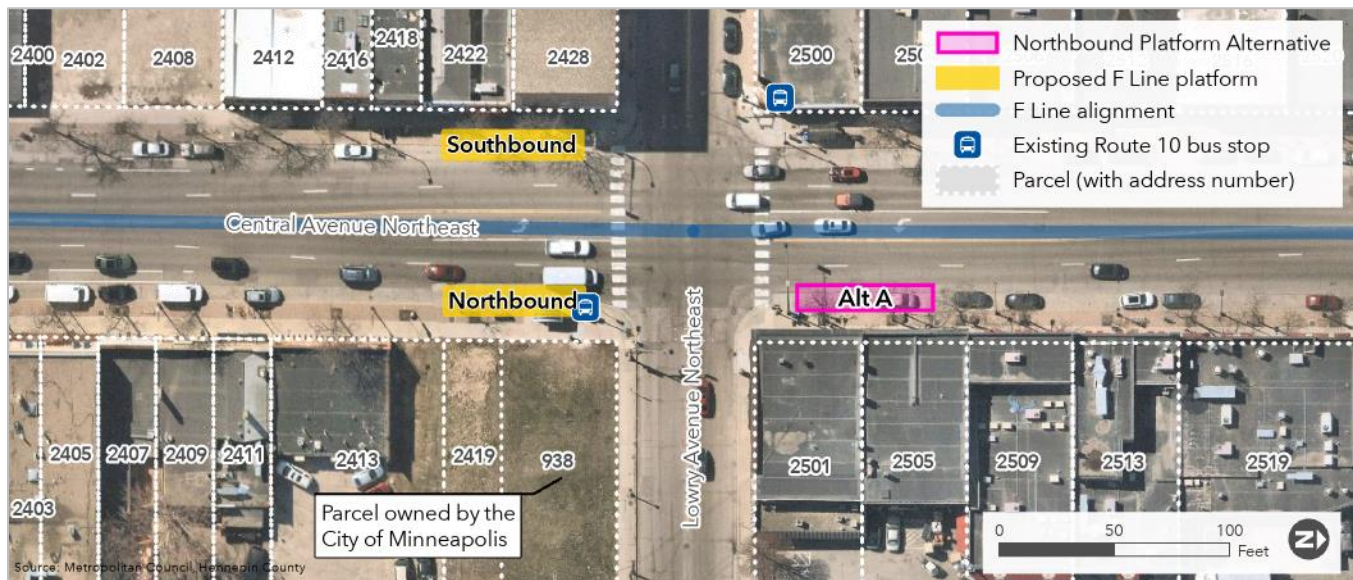 2400
2402
2408
2412
2416
2418
2422
2428
2500
Northbound Platform Alternative
Proposed F Line platform
F Line alignment
Existing Route 10 bus stop
Parcel (with address number)
Southbound
Central Avenue Northeast
Northbound
Alt A
Lowry Avenue Northeast
2403
2405
2407
2409
2411
2413
2419
938
2501
2505
2509
2513
2519
Parcel owned by the
City of Minneapolis
0 50 100
Feet
N
Source: Metropolitan Council, Hennepin County